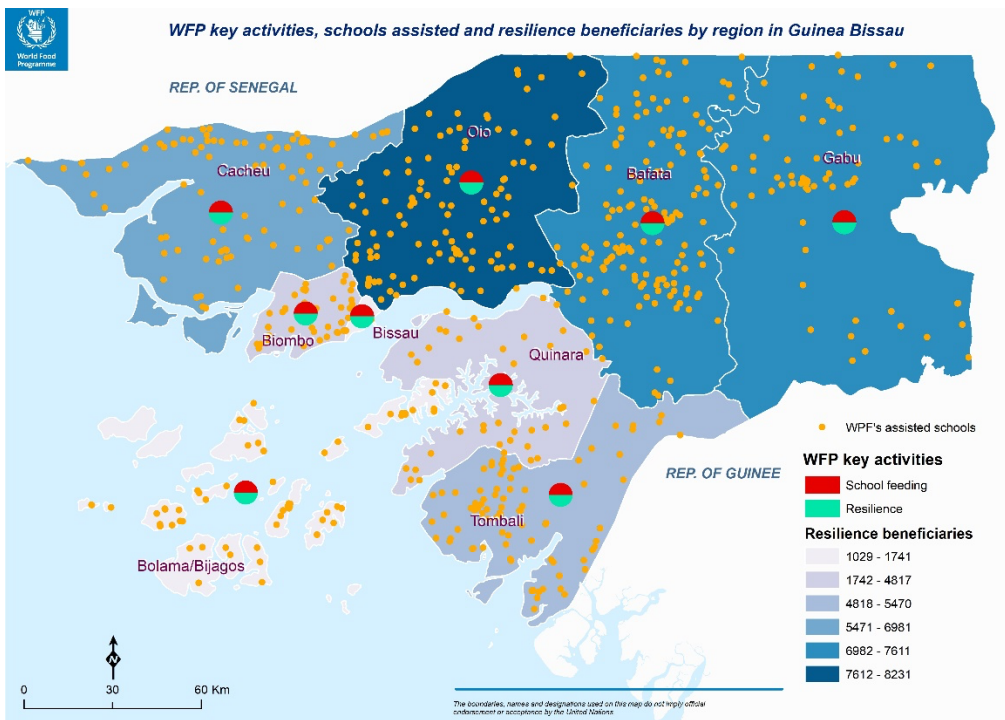 WFP
World Food
Programme
WFP key activities, schools assisted and resilience beneficiaries by region in Guinea Bissau
REP. OF SENEGAL
Oio
Cacheu
Bafata
Gabu
Biombo
Bissau
Quinara
REP. OF GUINEE
Tombali
Bolama/Bijagos
WPF's assisted schools
WFP key activities
School feeding
Resilience
Resilience beneficiaries
1029 - 1741
1742 - 4817
4818 - 5470
5471 - 6981
6982 - 7611
7612 - 8231
N
0 30 60 Km
The boundaries, names and designations used on this map do not imply official
endorsement or acceptance by the United Nations